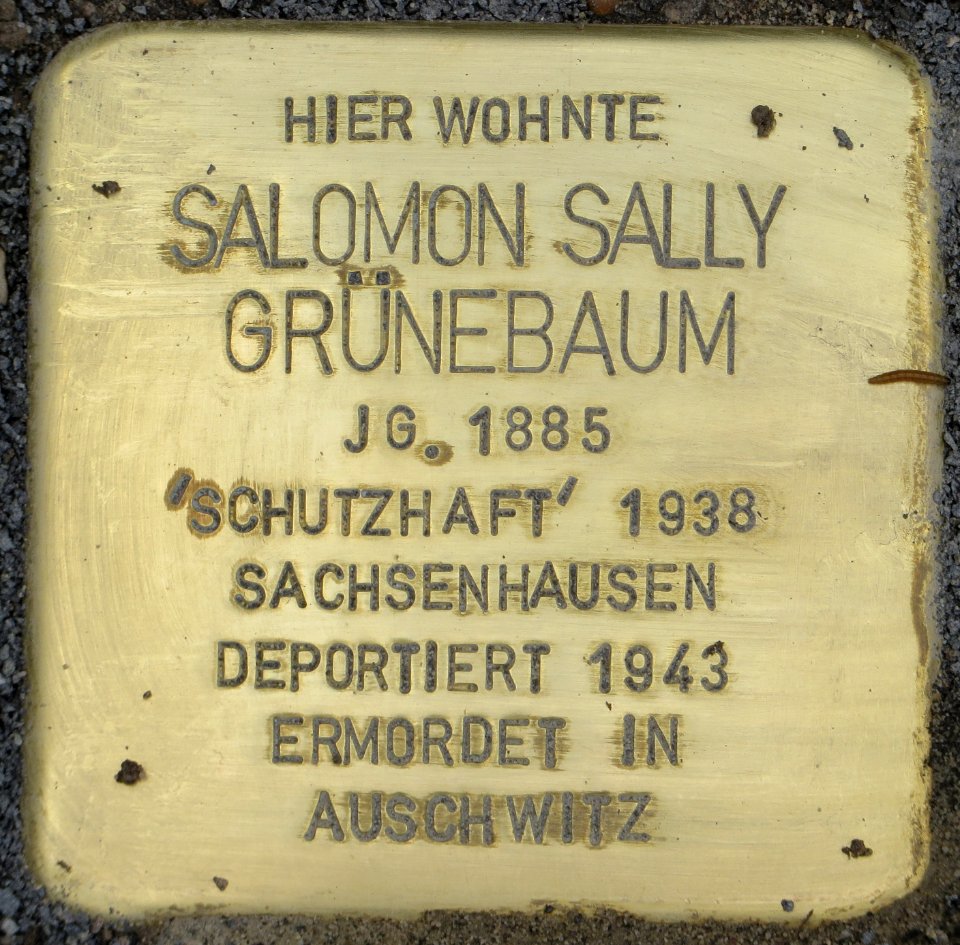 HIER WOHNTE
SALOMON SALLY
GRÜNEBAUM
JG. 1885
'SCHUTZHAFT' 1938
SACHSENHAUSEN
DEPORTIERT 1943
ERMORDET IN
AUSCHWITZ